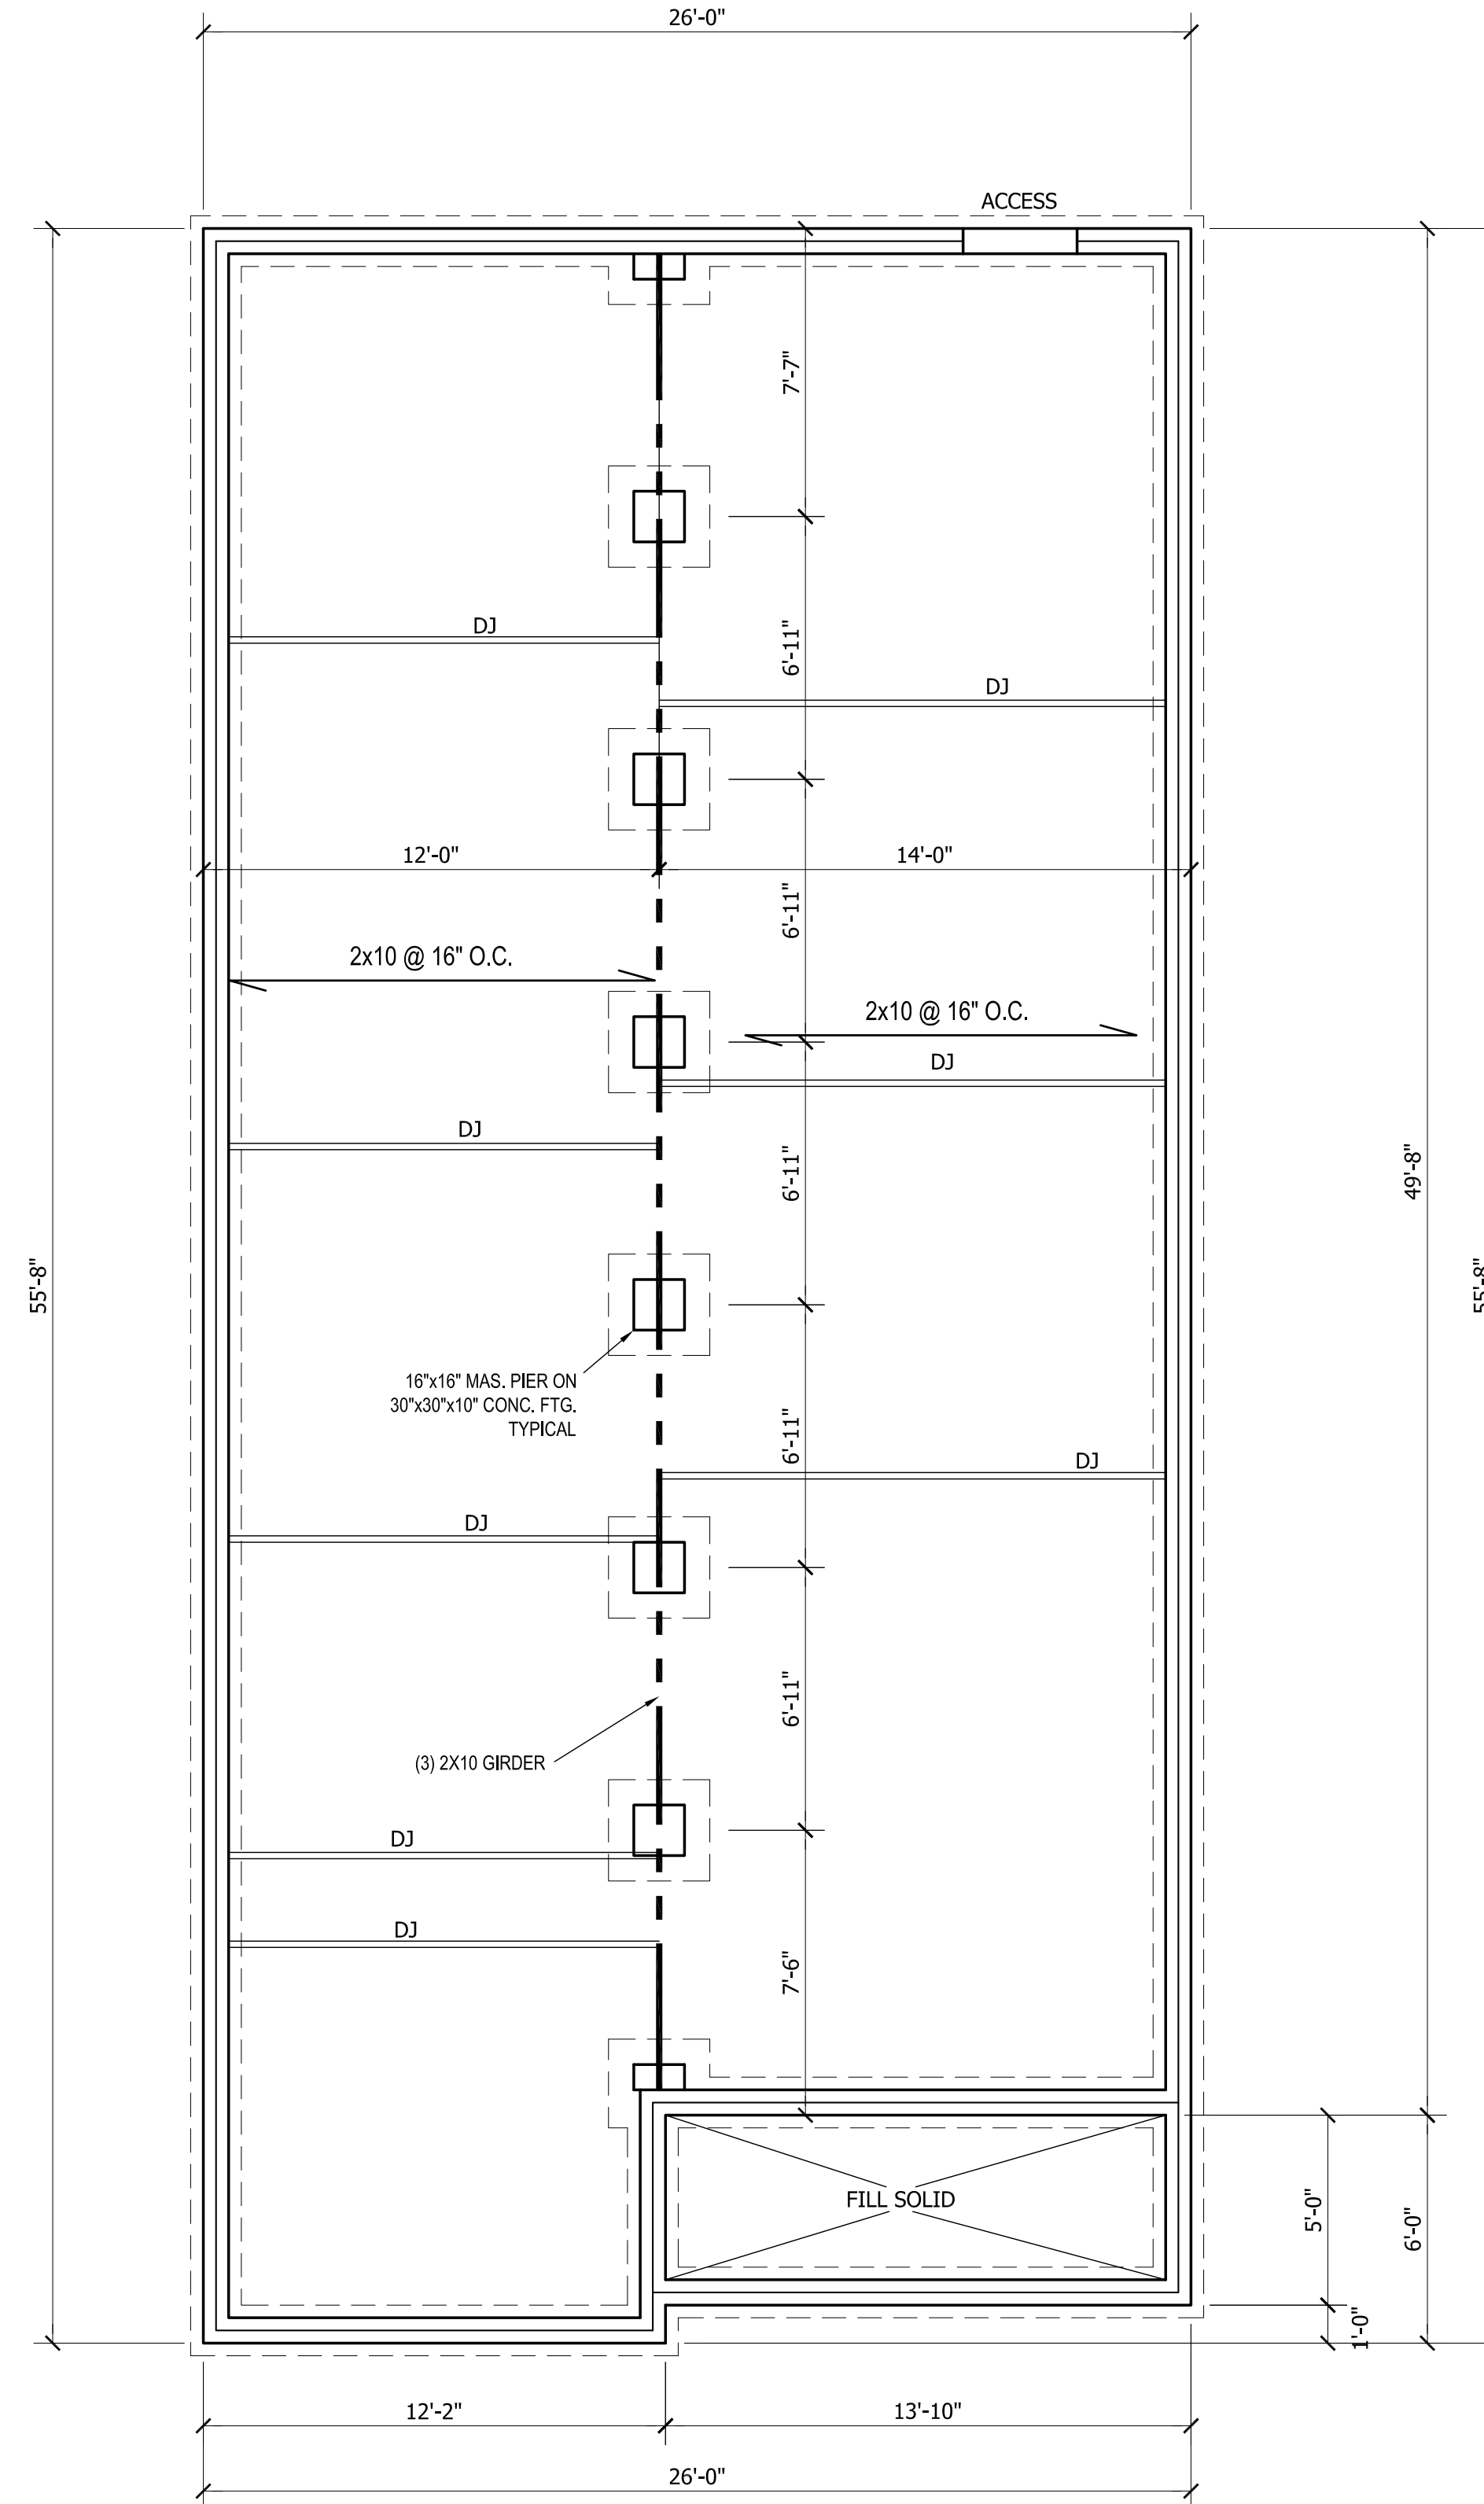 26'-0"
ACCESS
7'-7"
DJ
6'-11"
DJ
12'-0"
14'-0"
6'-11"
2x10 @ 16" O.C.
2x10 @ 16" O.C.
DJ
DJ
6'-11"
49'-8"
55'-8"
55'-8"
16"x16" MAS. PIER ON
30"x30"x10" CONC. FTG.
TYPICAL
6'-11"
DJ
DJ
6'-11"
(3) 2X10 GIRDER
DJ
DJ
7'-6"
FILL SOLID
5'-0"
6'-0"
1'-0"
12'-2"
13'-10"
26'-0"